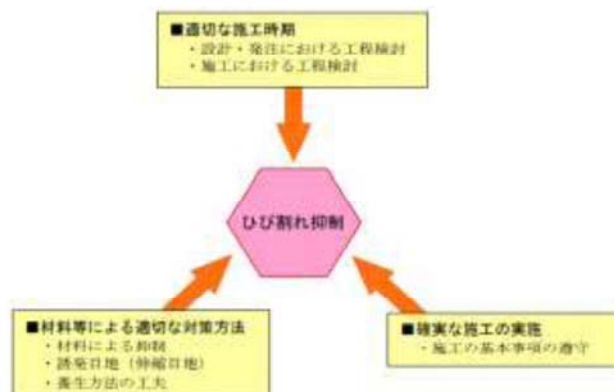 ■適切な施工時期
・設計・発注における工程検討
・施工における工程検討
ひび割れ抑制
■材料等による適切な対策方法
・材料による抑制
・誘発目地（伸縮目地）
・養生方法の工夫
■確実な施工の実施
・施工の基本事項の遵守